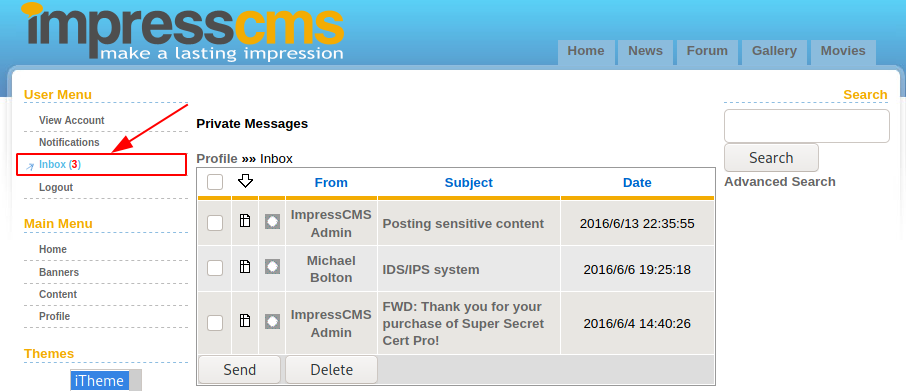 impresscms
make a lasting impression
Home News Forum Gallery Movies
User Menu
View Account
Notifications
Inbox (3)
Logout
Main Menu
Home
Banners
Content
Profile
Themes
iTheme
Private Messages
Profile »» Inbox
From Subject Date
ImpressCMS
Admin
Posting sensitive content
2016/6/13 22:35:55
Michael
Bolton
IDS/IPS system
2016/6/6 19:25:18
ImpressCMS
Admin
FWD: Thank you for your
purchase of Super Secret
Cert Pro!
2016/6/4 14:40:26
Send Delete
Search
Search
Advanced Search